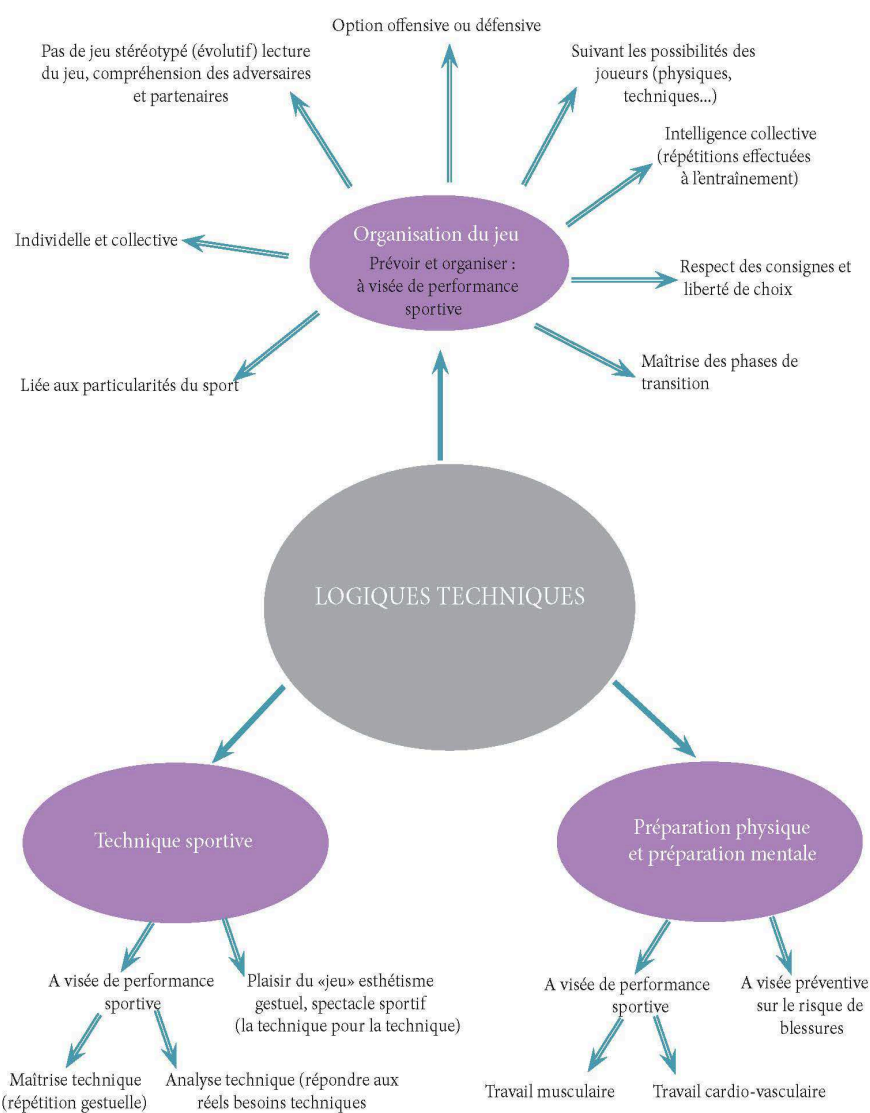 Option offensive ou défensive
Pas de jeu stéréotypé (évolutif) lecture
du jeu, compréhension des adversaires
et partenaires
Suivant les possibilités des
joueurs (physiques,
techniques...)
Intelligence collective
(répétitions effectuées
à l'entraînement)
Organisation du jeu
Prévoir et organiser :
à visée de performance
sportive
Individelle et collective
Respect des consignes et
liberté de choix
Liée aux particularités du sport
Maîtrise des phases de
transition
LOGIQUES TECHNIQUES
Technique sportive
Préparation physique
et préparation mentale
A visée de performance
sportive
Plaisir du «jeu» esthétisme
gestuel, spectacle sportif
(la technique pour la technique)
Maîtrise technique
(répétition gestuelle)
Analyse technique (répondre aux
réels besoins techniques
A visée de performance
sportive
A visée préventive
sur le risque de
blessures
Travail musculaire
Travail cardio-vasculaire